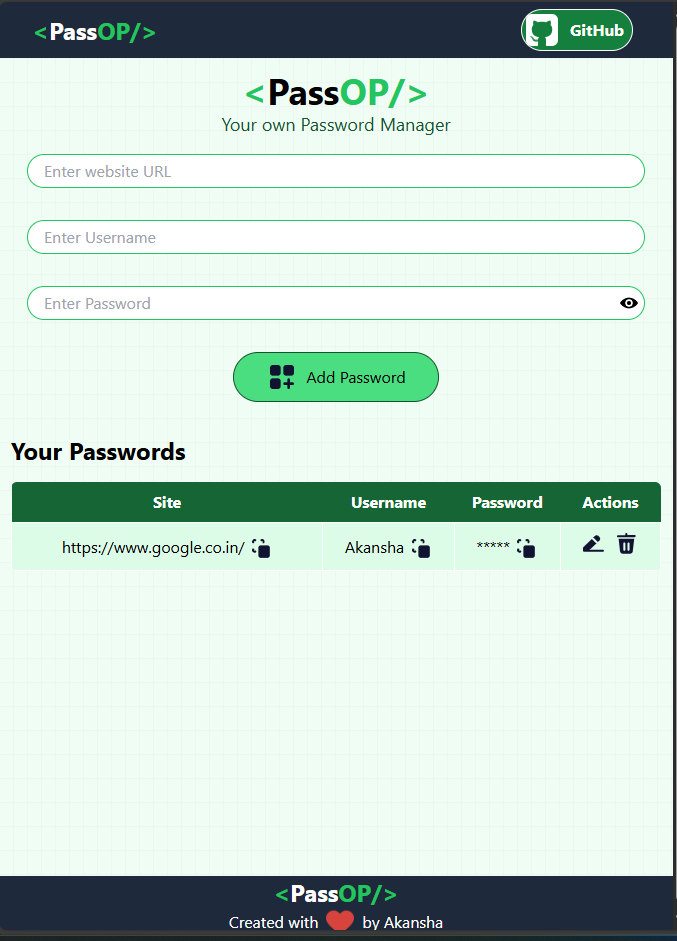 <PassOP/> GitHub
<PassOP/>
Your own Password Manager
Enter website URL
Enter Username
Enter Password
Add Password
Your Passwords
Site Username Password Actions
https://www.google.co.in/ Akansha *****
<PassOP/>
Created with by Akansha